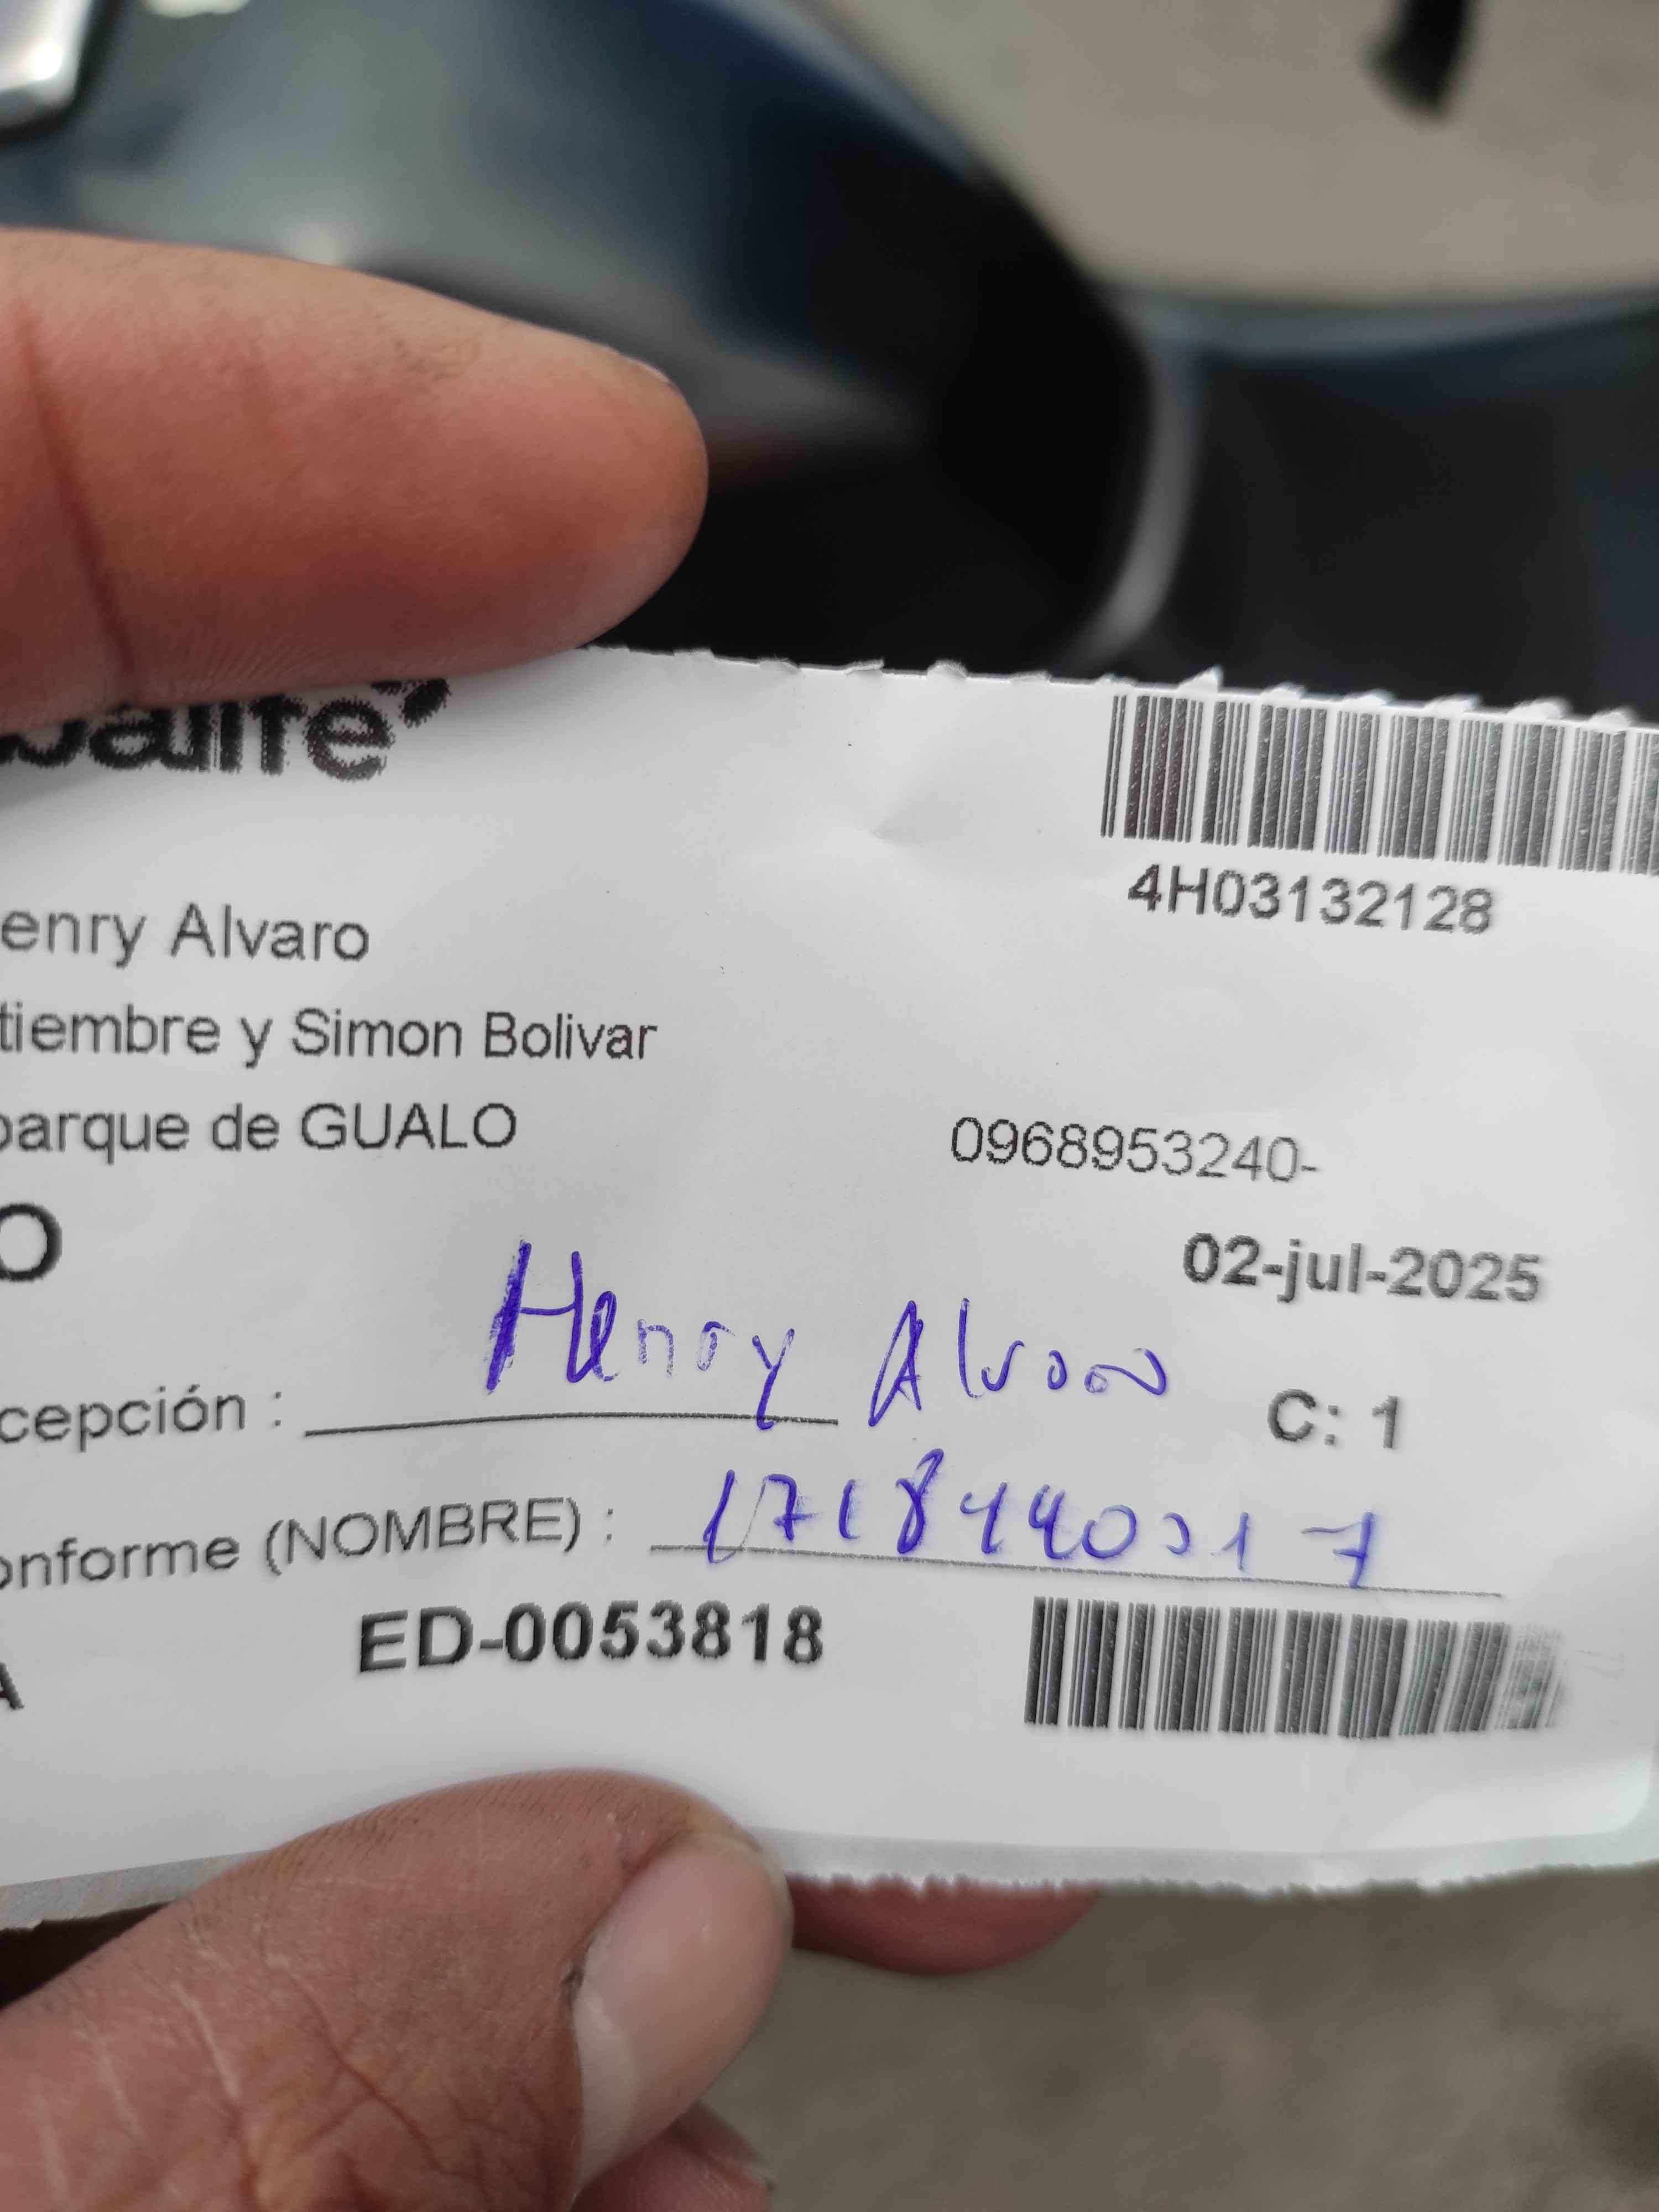 balife
4H03132128
enry Alvaro
tiembre y Simon Bolivar
parque de GUALO
0968953240-
O
02-jul-2025
Henry Alvaro
cepción :
C: 1
onforme (NOMBRE) :
ED-0053818
A